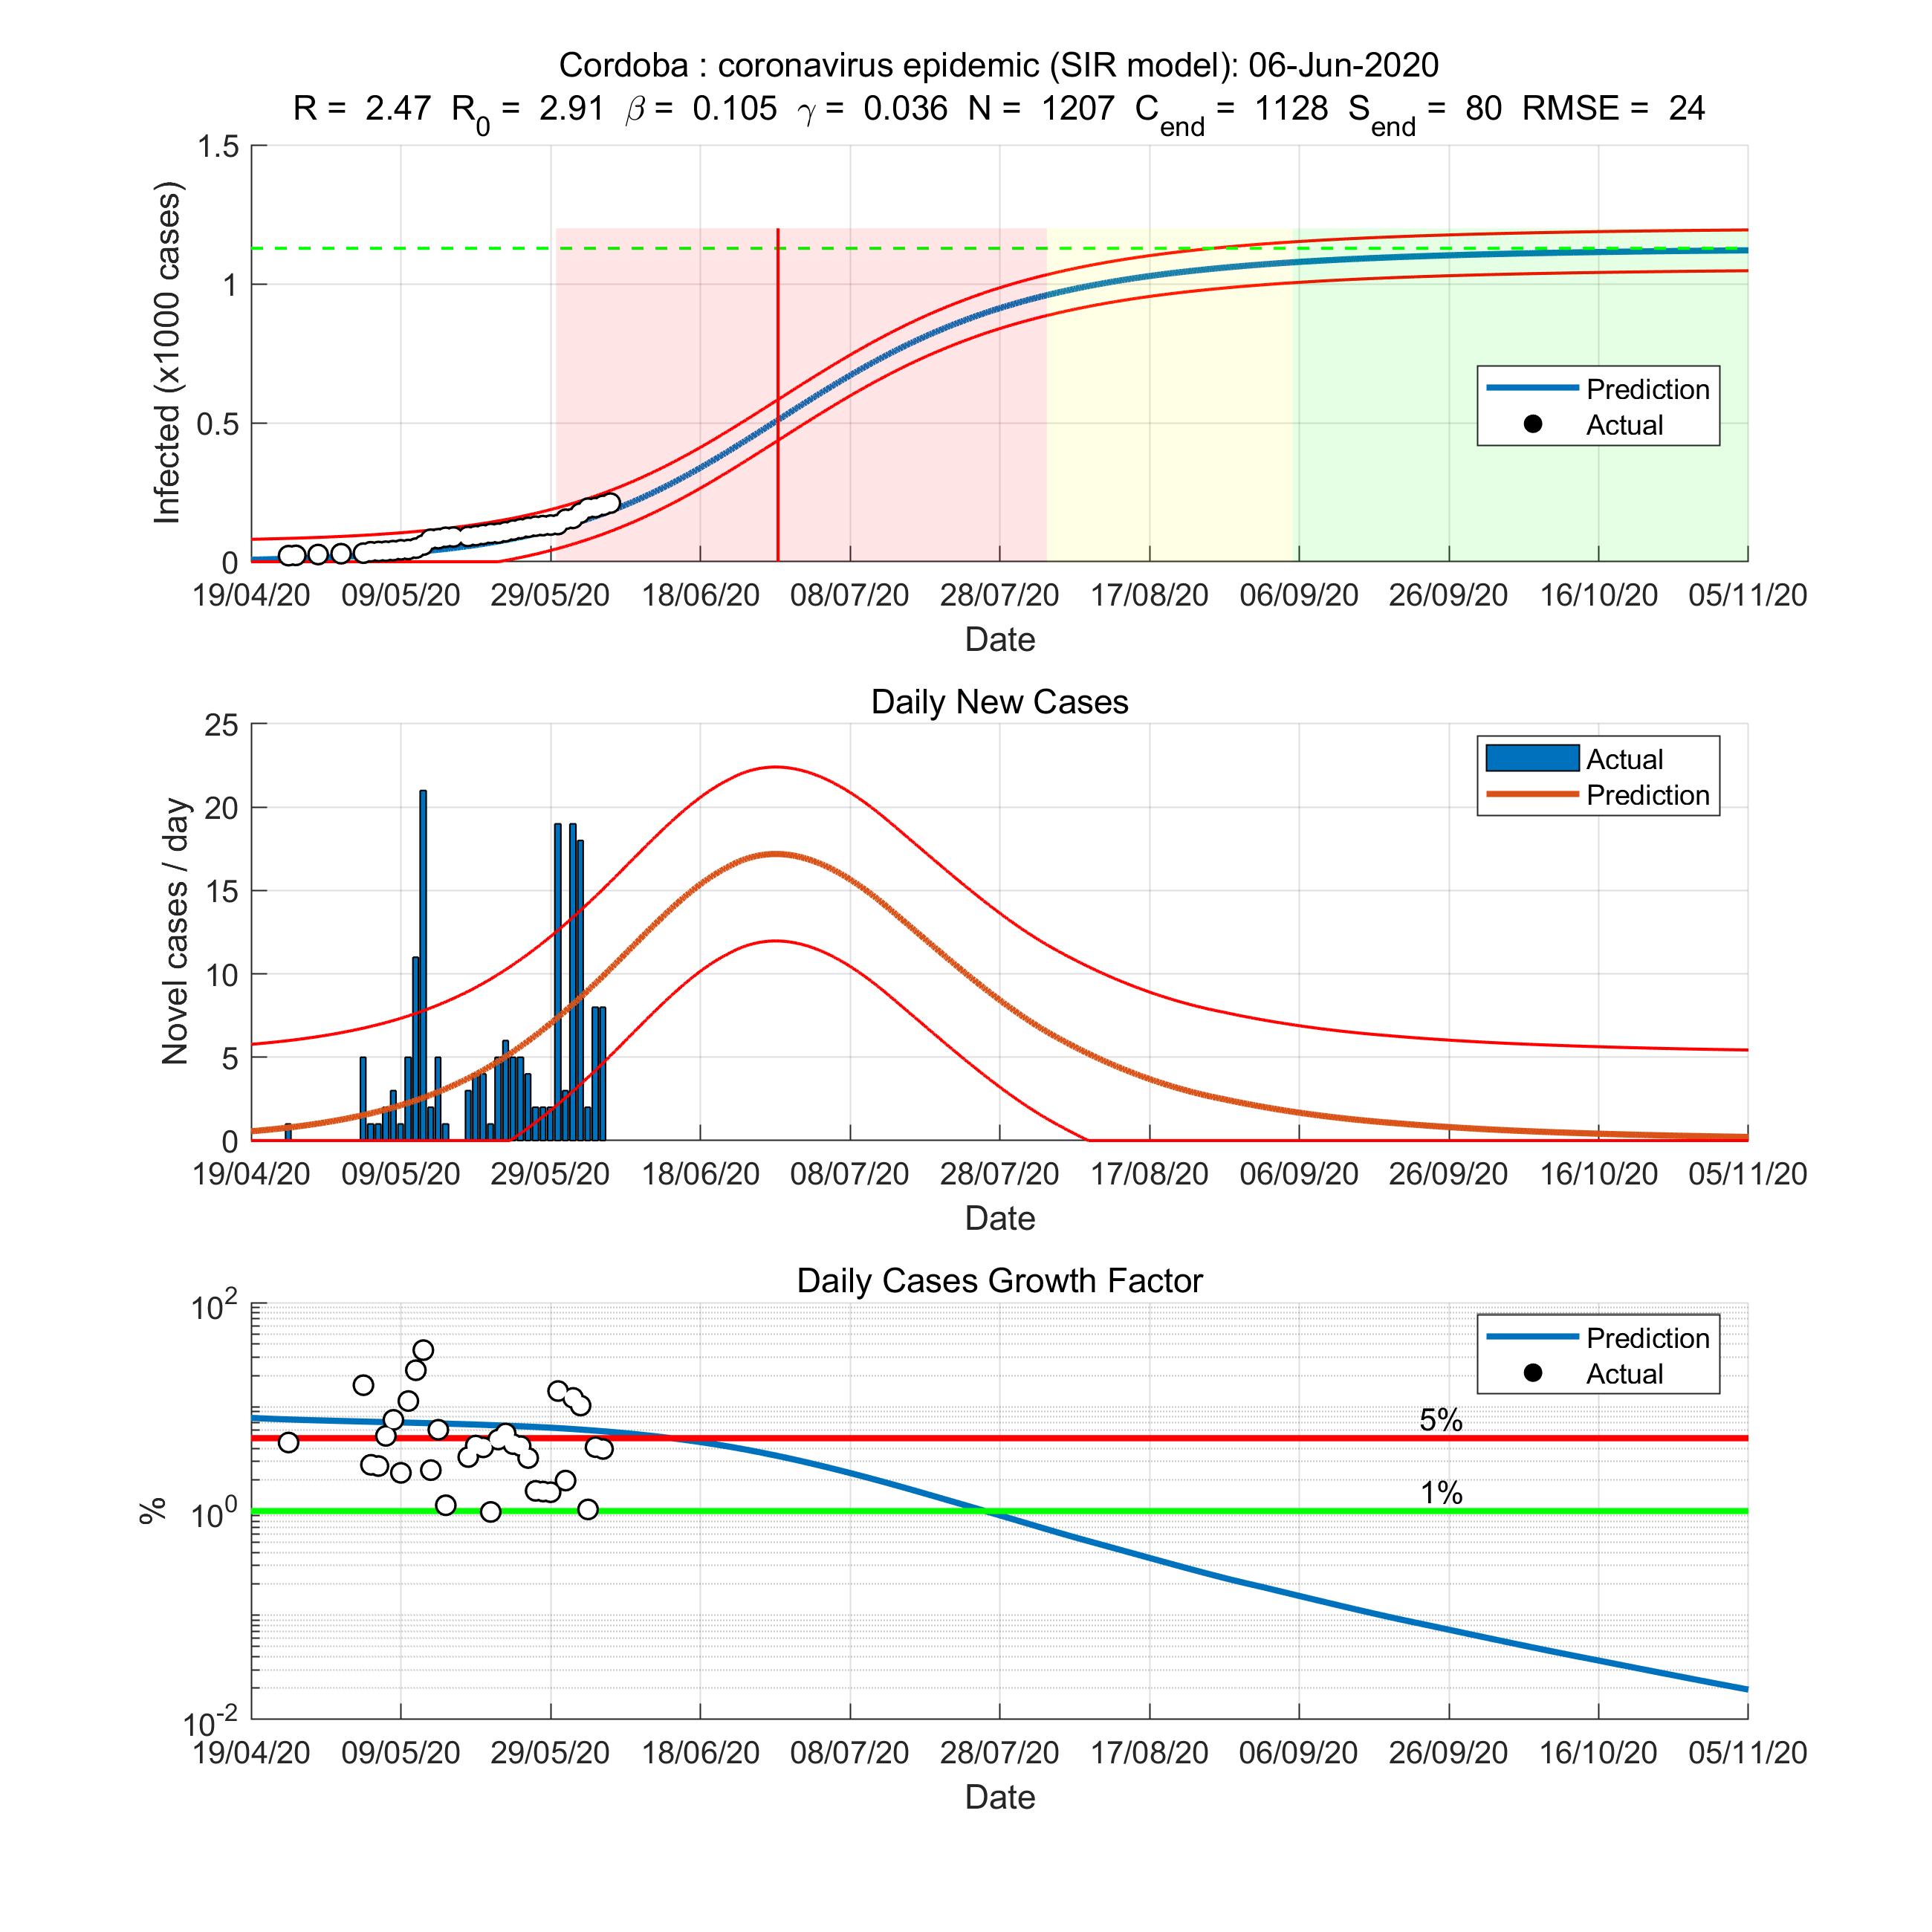 Cordoba : coronavirus epidemic (SIR model): 06-Jun-2020
R = 2.47 R0 = 2.91 β = 0.105 γ = 0.036 N = 1207 Cend = 1128 Send = 80 RMSE = 24
1.5
1
0.5
0
Infected (x1000 cases)
Prediction
Actual
19/04/20 09/05/20 29/05/20 18/06/20 08/07/20 28/07/20 17/08/20 06/09/20 26/09/20 16/10/20 05/11/20
Date
Daily New Cases
25
20
15
10
5
0
Novel cases / day
Actual
Prediction
19/04/20 09/05/20 29/05/20 18/06/20 08/07/20 28/07/20 17/08/20 06/09/20 26/09/20 16/10/20 05/11/20
Date
Daily Cases Growth Factor
10^2
10^0
10^-2
%
Prediction
Actual
5%
1%
19/04/20 09/05/20 29/05/20 18/06/20 08/07/20 28/07/20 17/08/20 06/09/20 26/09/20 16/10/20 05/11/20
Date